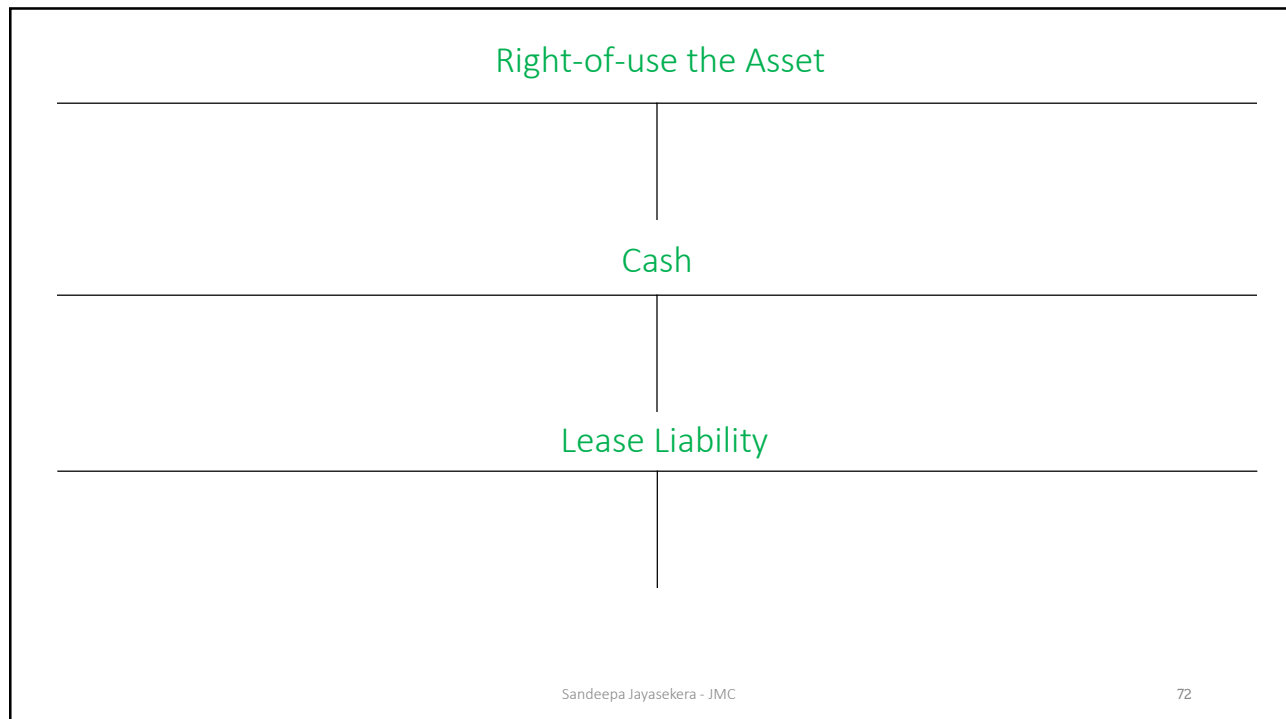 Right-of-use the Asset
Cash
Lease Liability
Sandeepa Jayasekera - JMC
72